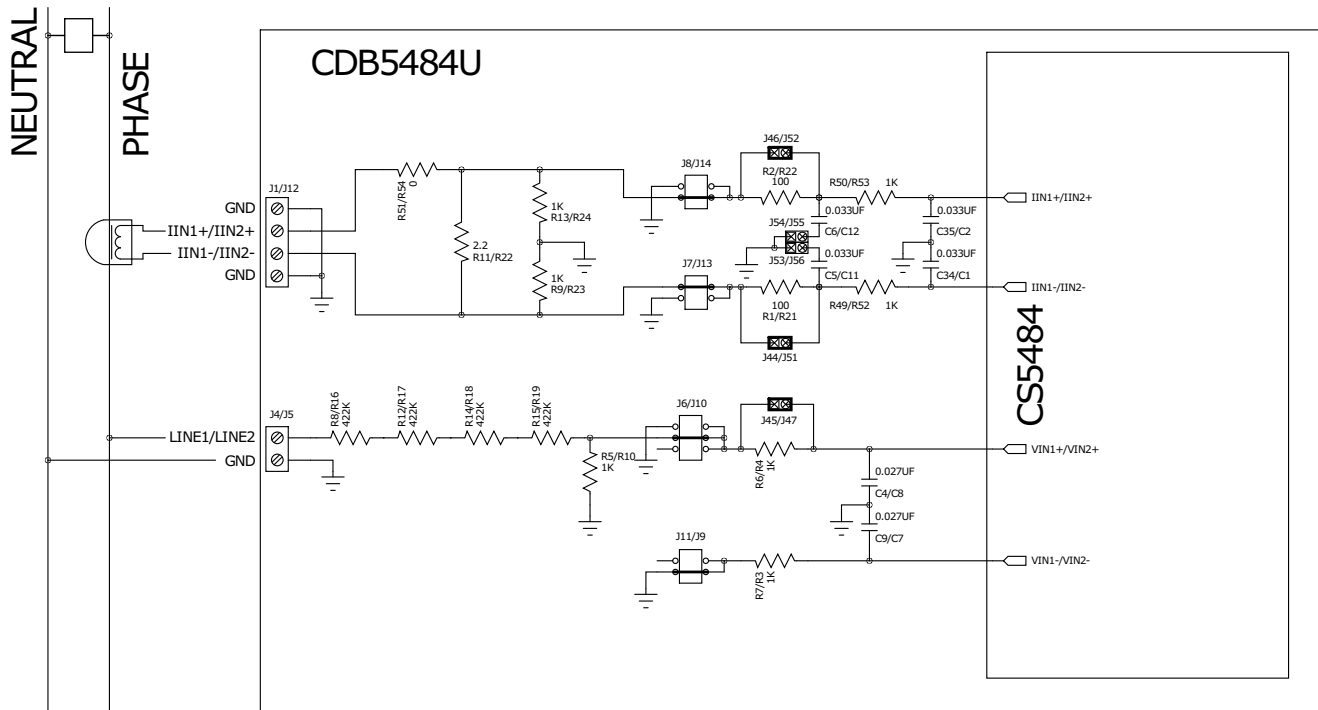 NEUTRAL
PHASE
CDB5484U
J1/J12
GND
IIN1+/IIN2+
IIN1-/IIN2-
GND
R51/R54
0
2.2
R11/R22
1K
R13/R24
1K
R9/R23
J8/J14
J7/J13
J46/J52
R2/R22
100
R50/R53
1K
0.033UF
C6/C12
J54/J55
J53/J56
0.033UF
C5/C11
0.033UF
C35/C2
0.033UF
C34/C1
100
R1/R21
R49/R52
1K
J44/J51
IIN1+/IIN2+
IIN1-/IIN2-
CS5484
J4/J5
LINE1/LINE2
GND
R8/R16
422K
R12/R17
422K
R14/R18
422K
R15/R19
422K
R5/R10
1K
J6/J10
J45/J47
R6/R4
1K
0.027UF
C4/C8
0.027UF
C9/C7
VIN1+/VIN2+
J11/J9
R7/R3
1K
VIN1-/VIN2-